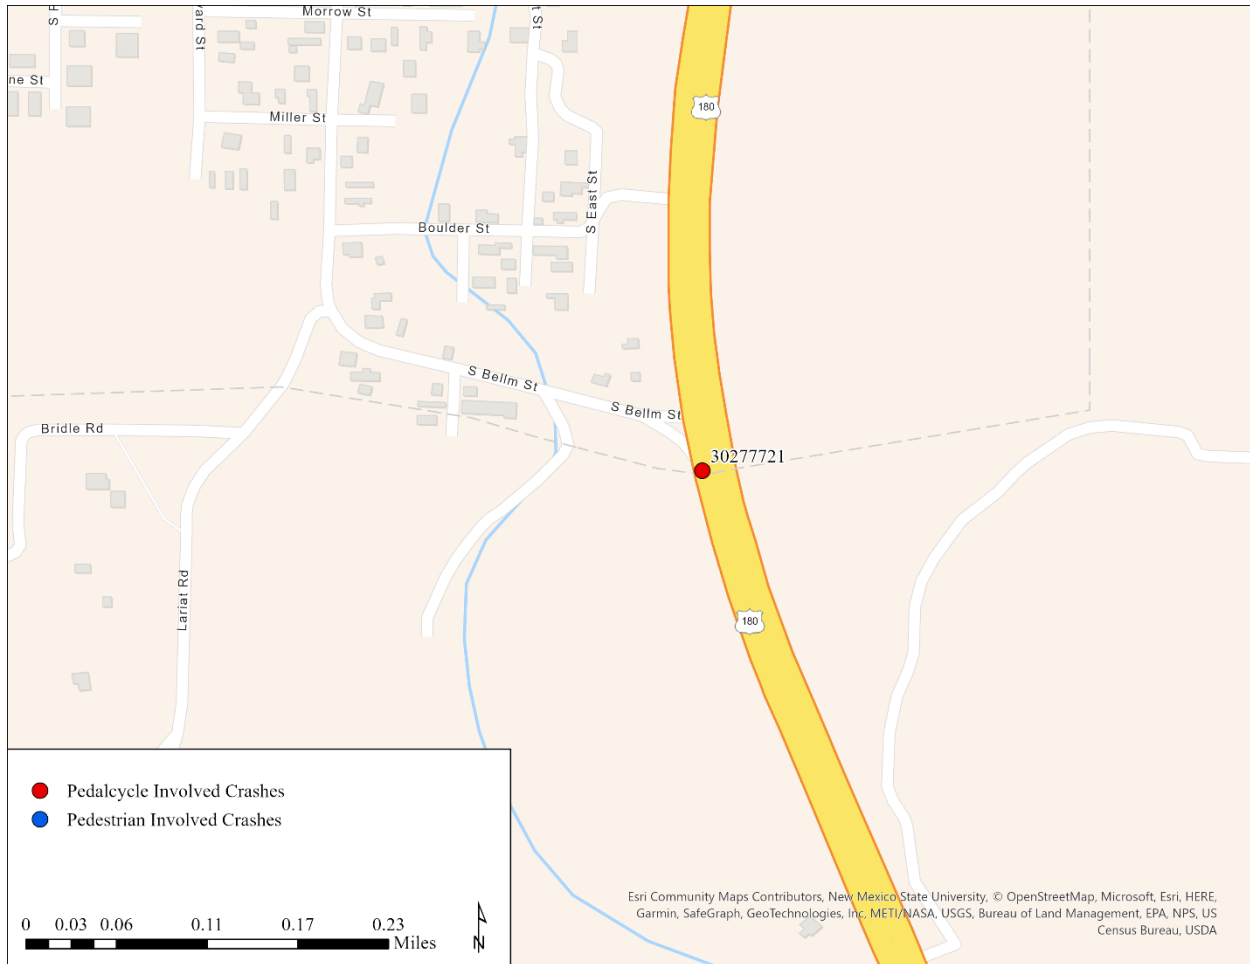 Morrow St
S F
ard St
t St
ne St
180
Miller St
S East St
Boulder St
S Bellm St
S Bellm St
Bridle Rd
30277721
Lariat Rd
180
Pedalcycle Involved Crashes
Pedestrian Involved Crashes
0 0.03 0.06 0.11 0.17 0.23
Miles
N
Esri Community Maps Contributors, New Mexico State University, © OpenStreetMap, Microsoft, Esri, HERE,
Garmin, SafeGraph, GeoTechnologies, Inc, METI/NASA, USGS, Bureau of Land Management, EPA, NPS, US
Census Bureau, USDA